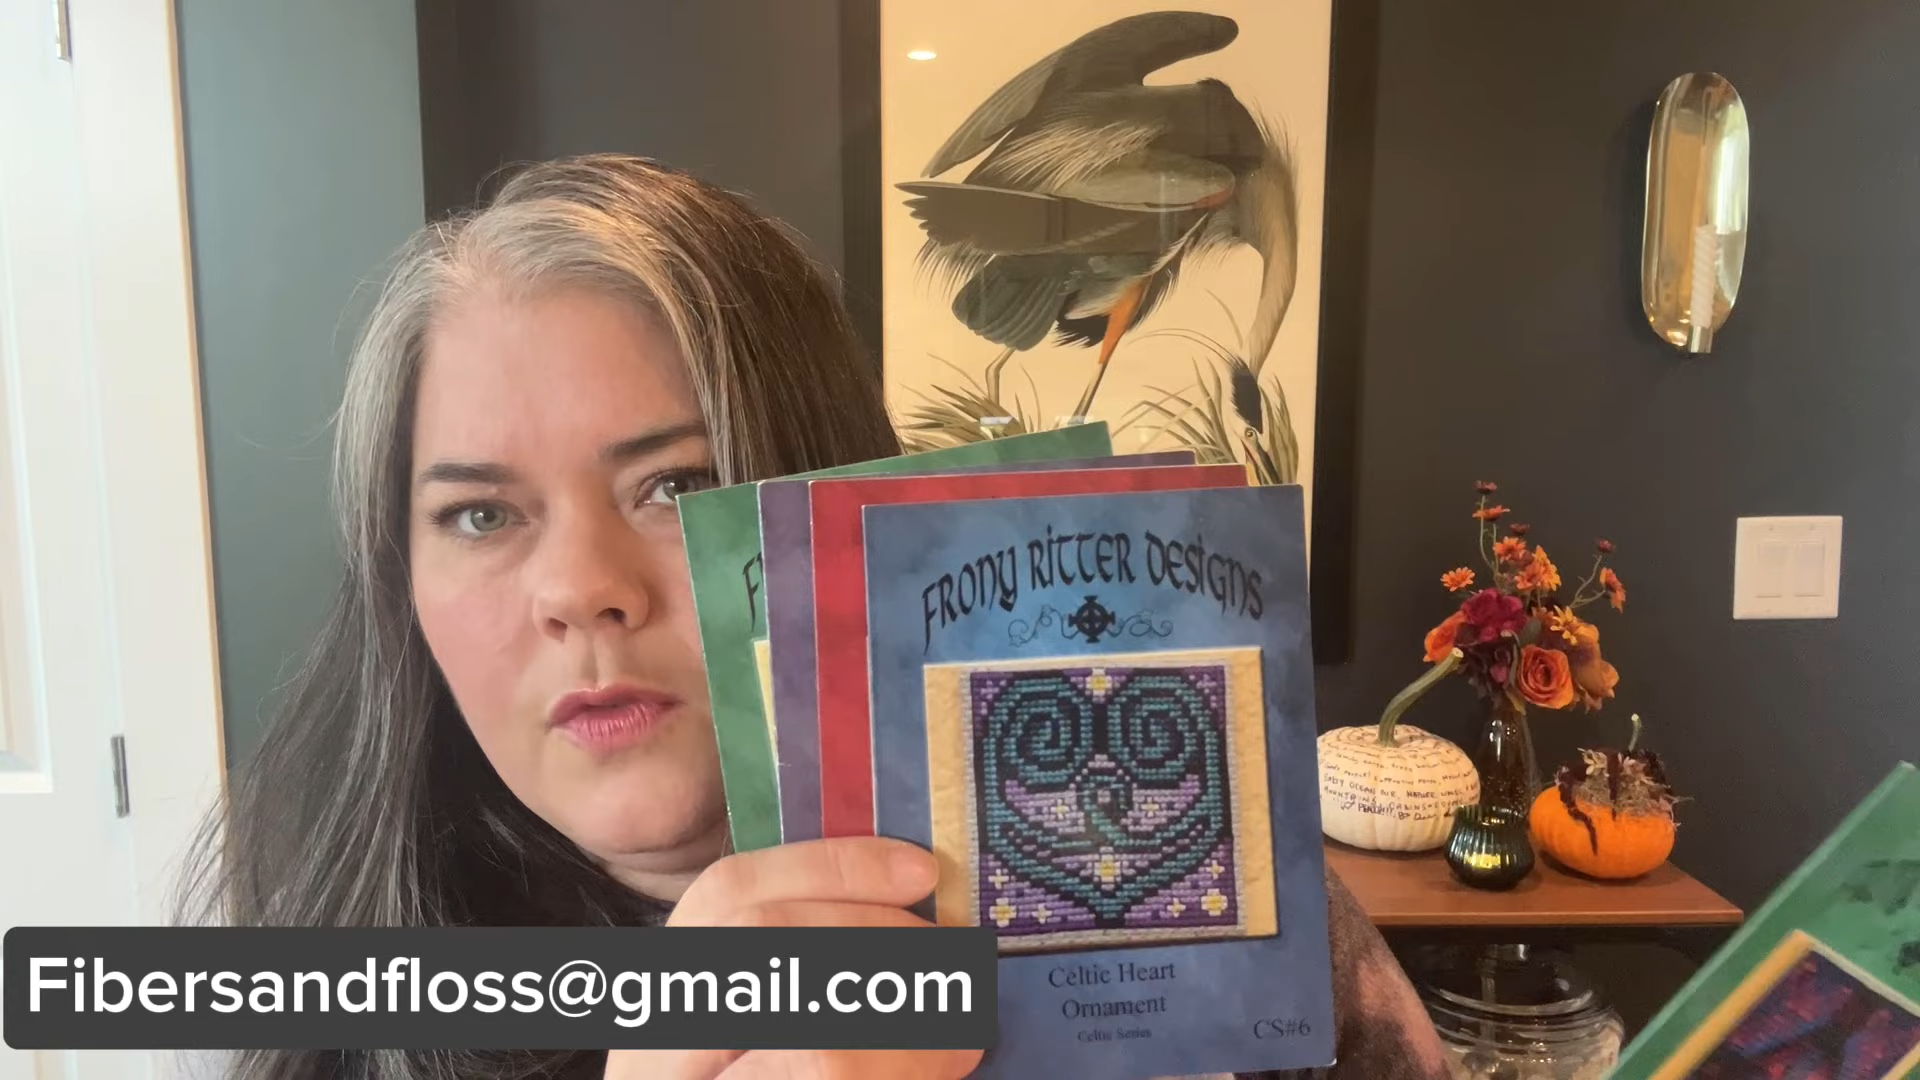 FRONY RITTER DESIGNS
Celtic Heart
Ornament
Celtic Series
CS#6
Fibersandfloss@gmail.com